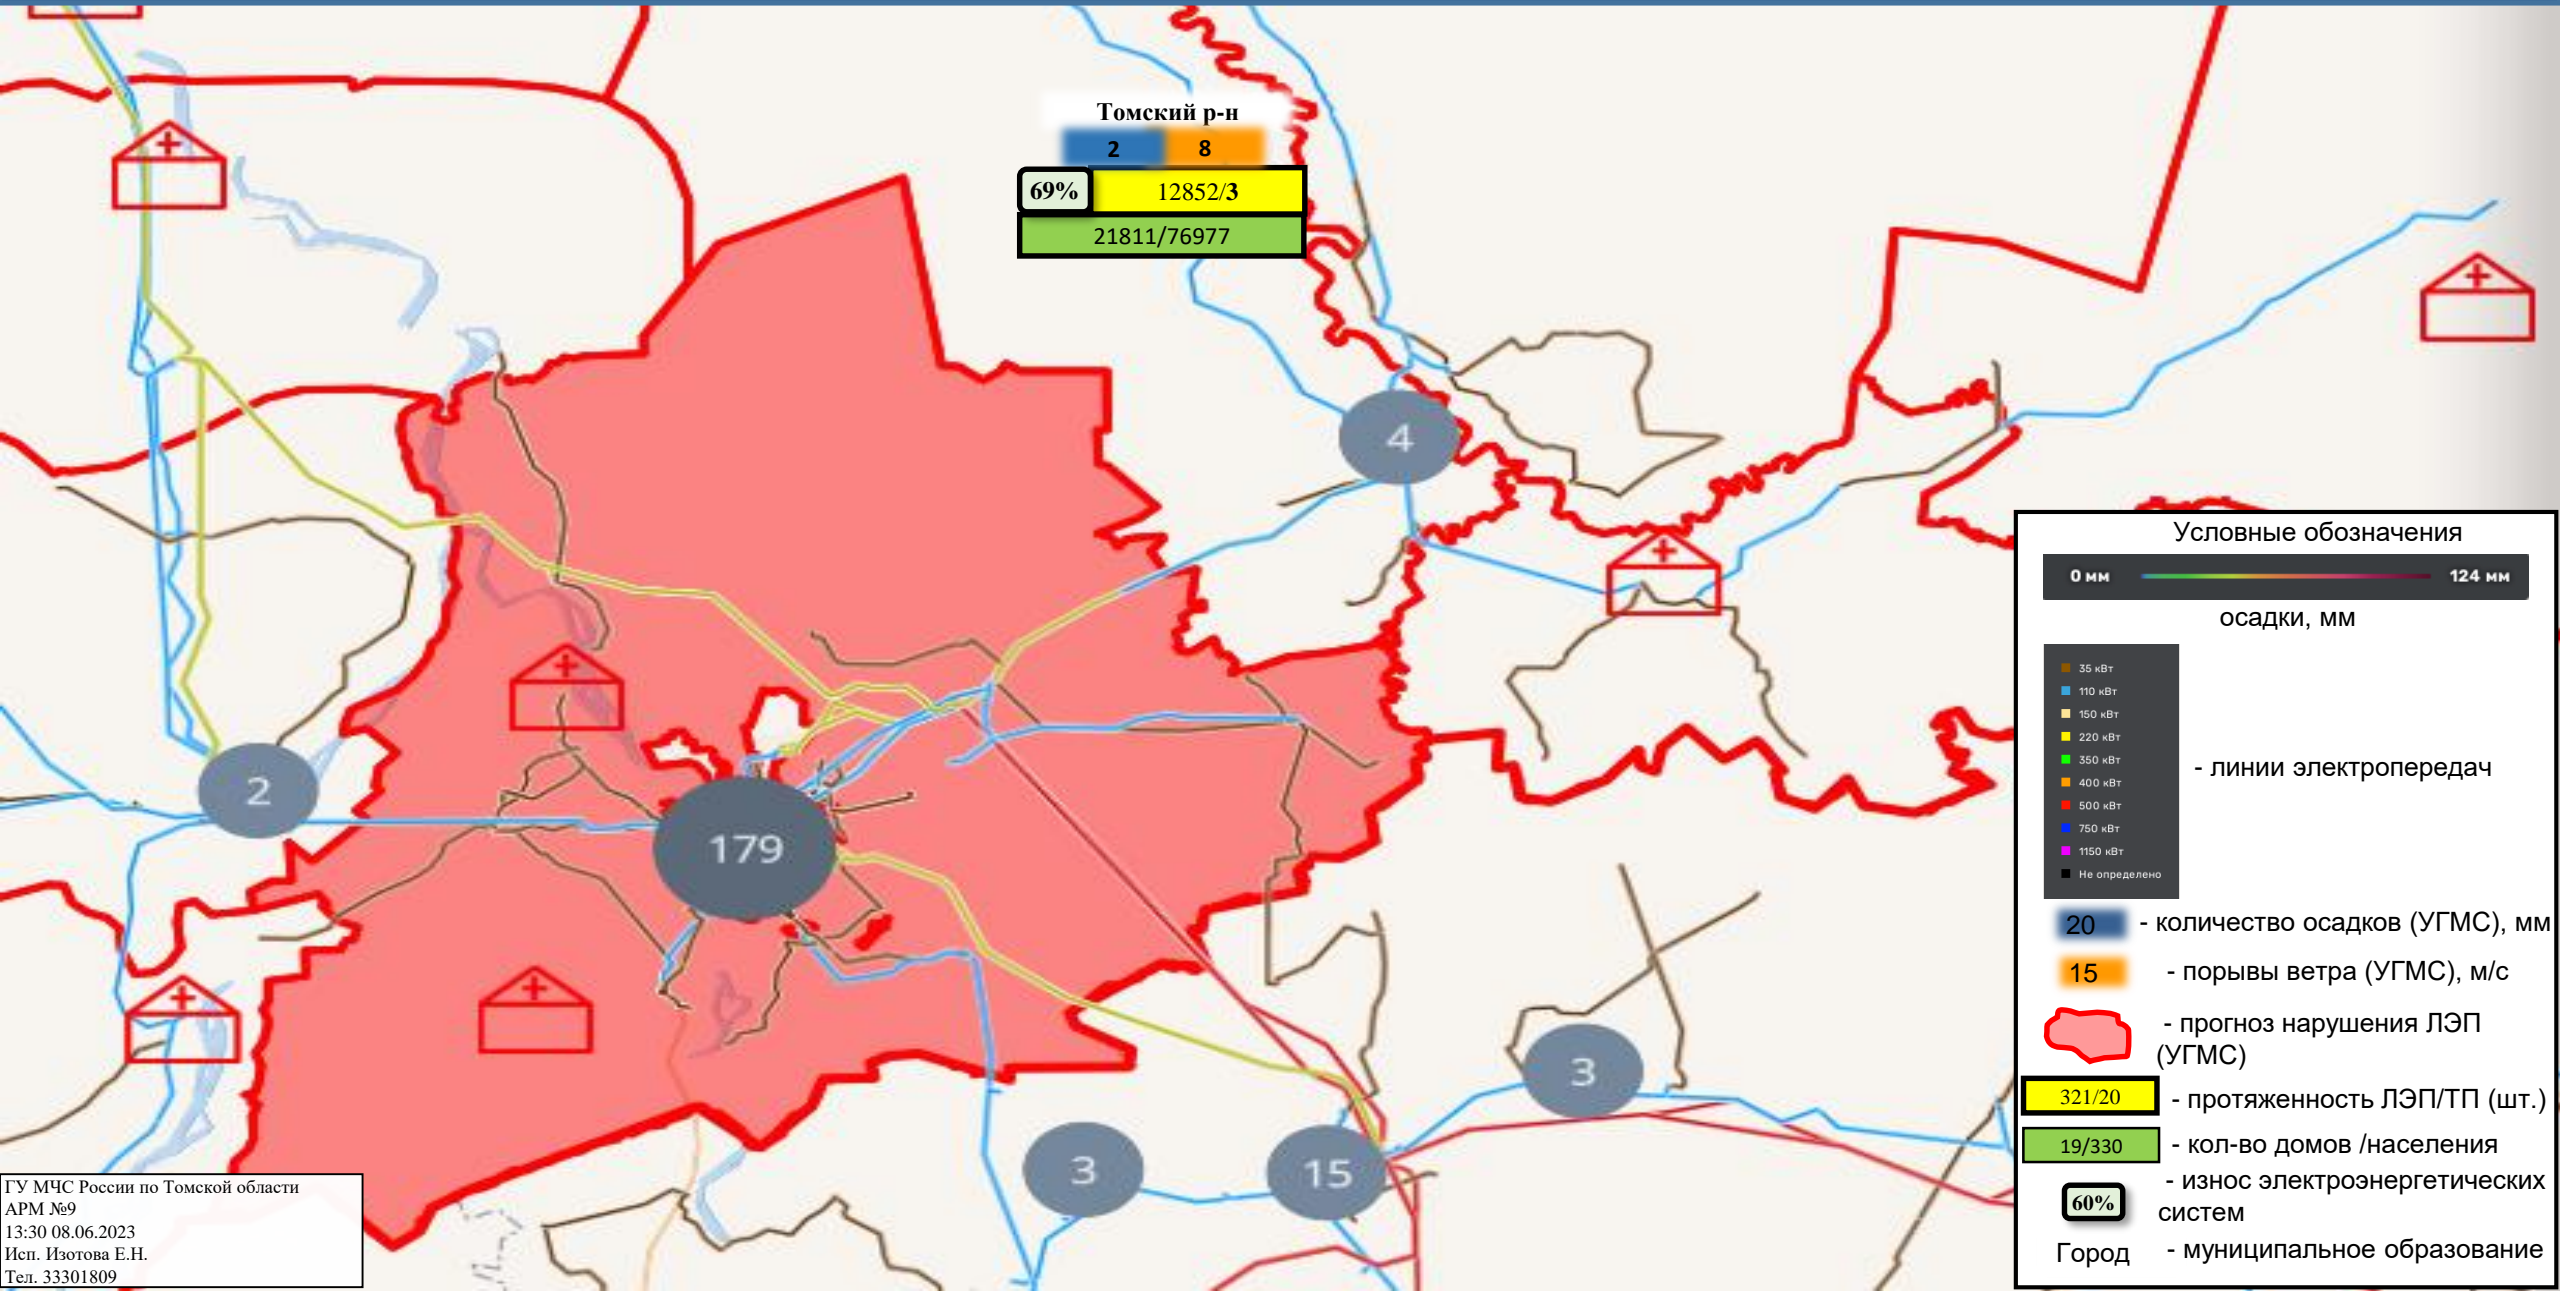 Томский р-н
2 8
69% 12852/3
21811/76977
4
2
179
3
3
15
Условные обозначения
0 мм 124 мм
осадки, мм
35 кВт
110 кВт
150 кВт
220 кВт
350 кВт
400 кВт
500 кВт
750 кВт
1150 кВт
Не определено
- линии электропередач
20 - количество осадков (УГМС), мм
15 - порывы ветра (УГМС), м/с
- прогноз нарушения ЛЭП
(УГМС)
321/20 - протяженность ЛЭП/ТП (шт.)
19/330 - кол-во домов /населения
60% - износ электроэнергетических
систем
Город - муниципальное образование
ГУ МЧС России по Томской области
АРМ №9
13:30 08.06.2023
Исп. Изотова Е.Н.
Тел. 33301809